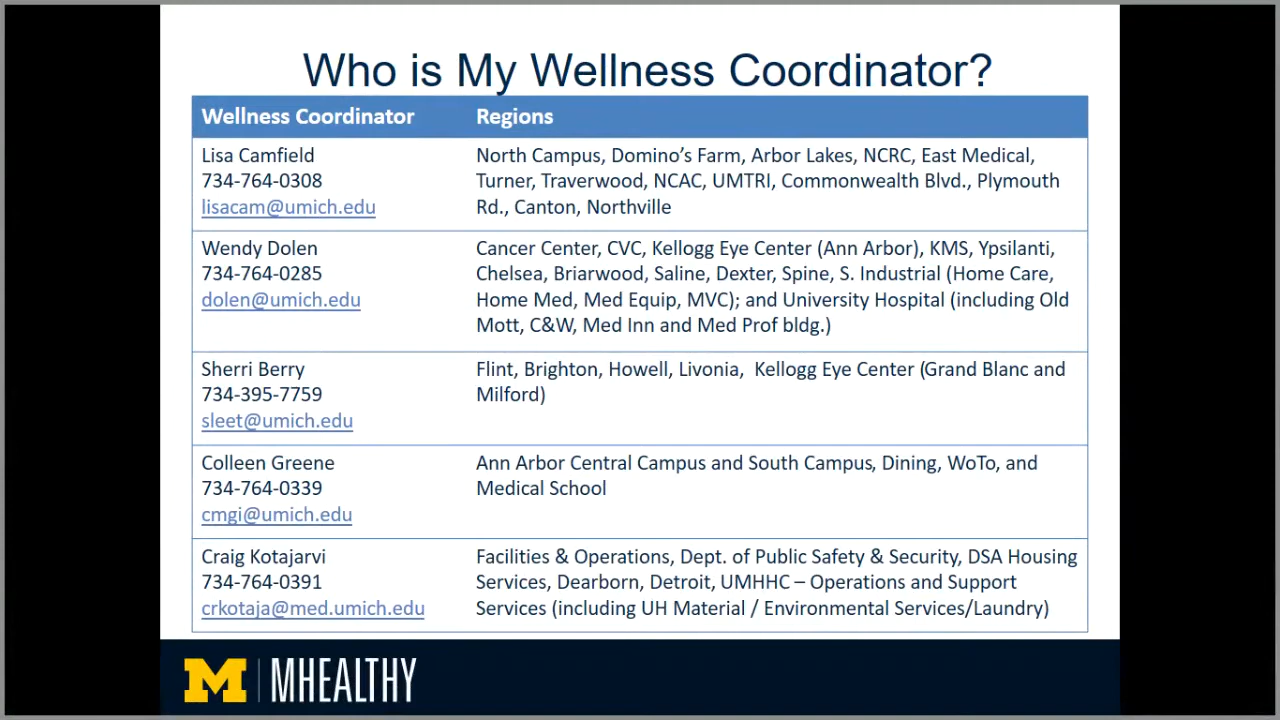 Who is My Wellness Coordinator?
Wellness Coordinator
Regions
Lisa Camfield
734-764-0308
lisacam@umich.edu
North Campus, Domino's Farm, Arbor Lakes, NCRC, East Medical,
Turner, Traverwood, NCAC, UMTRI, Commonwealth Blvd., Plymouth
Rd., Canton, Northville
Wendy Dolen
734-764-0285
dolen@umich.edu
Cancer Center, CVC, Kellogg Eye Center (Ann Arbor), KMS, Ypsilanti,
Chelsea, Briarwood, Saline, Dexter, Spine, S. Industrial (Home Care,
Home Med, Med Equip, MVC); and University Hospital (including Old
Mott, C&W, Med Inn and Med Prof bldg.)
Sherri Berry
734-395-7759
sleet@umich.edu
Flint, Brighton, Howell, Livonia,  Kellogg Eye Center (Grand Blanc and
Milford)
Colleen Greene
734-764-0339
cmgi@umich.edu
Ann Arbor Central Campus and South Campus, Dining, WoTo, and
Medical School
Craig Kotajarvi
734-764-0391
crkotaja@med.umich.edu
Facilities & Operations, Dept. of Public Safety & Security, DSA Housing
Services, Dearborn, Detroit, UMHHC – Operations and Support
Services (including UH Material / Environmental Services/Laundry)
M | MHEALTHY